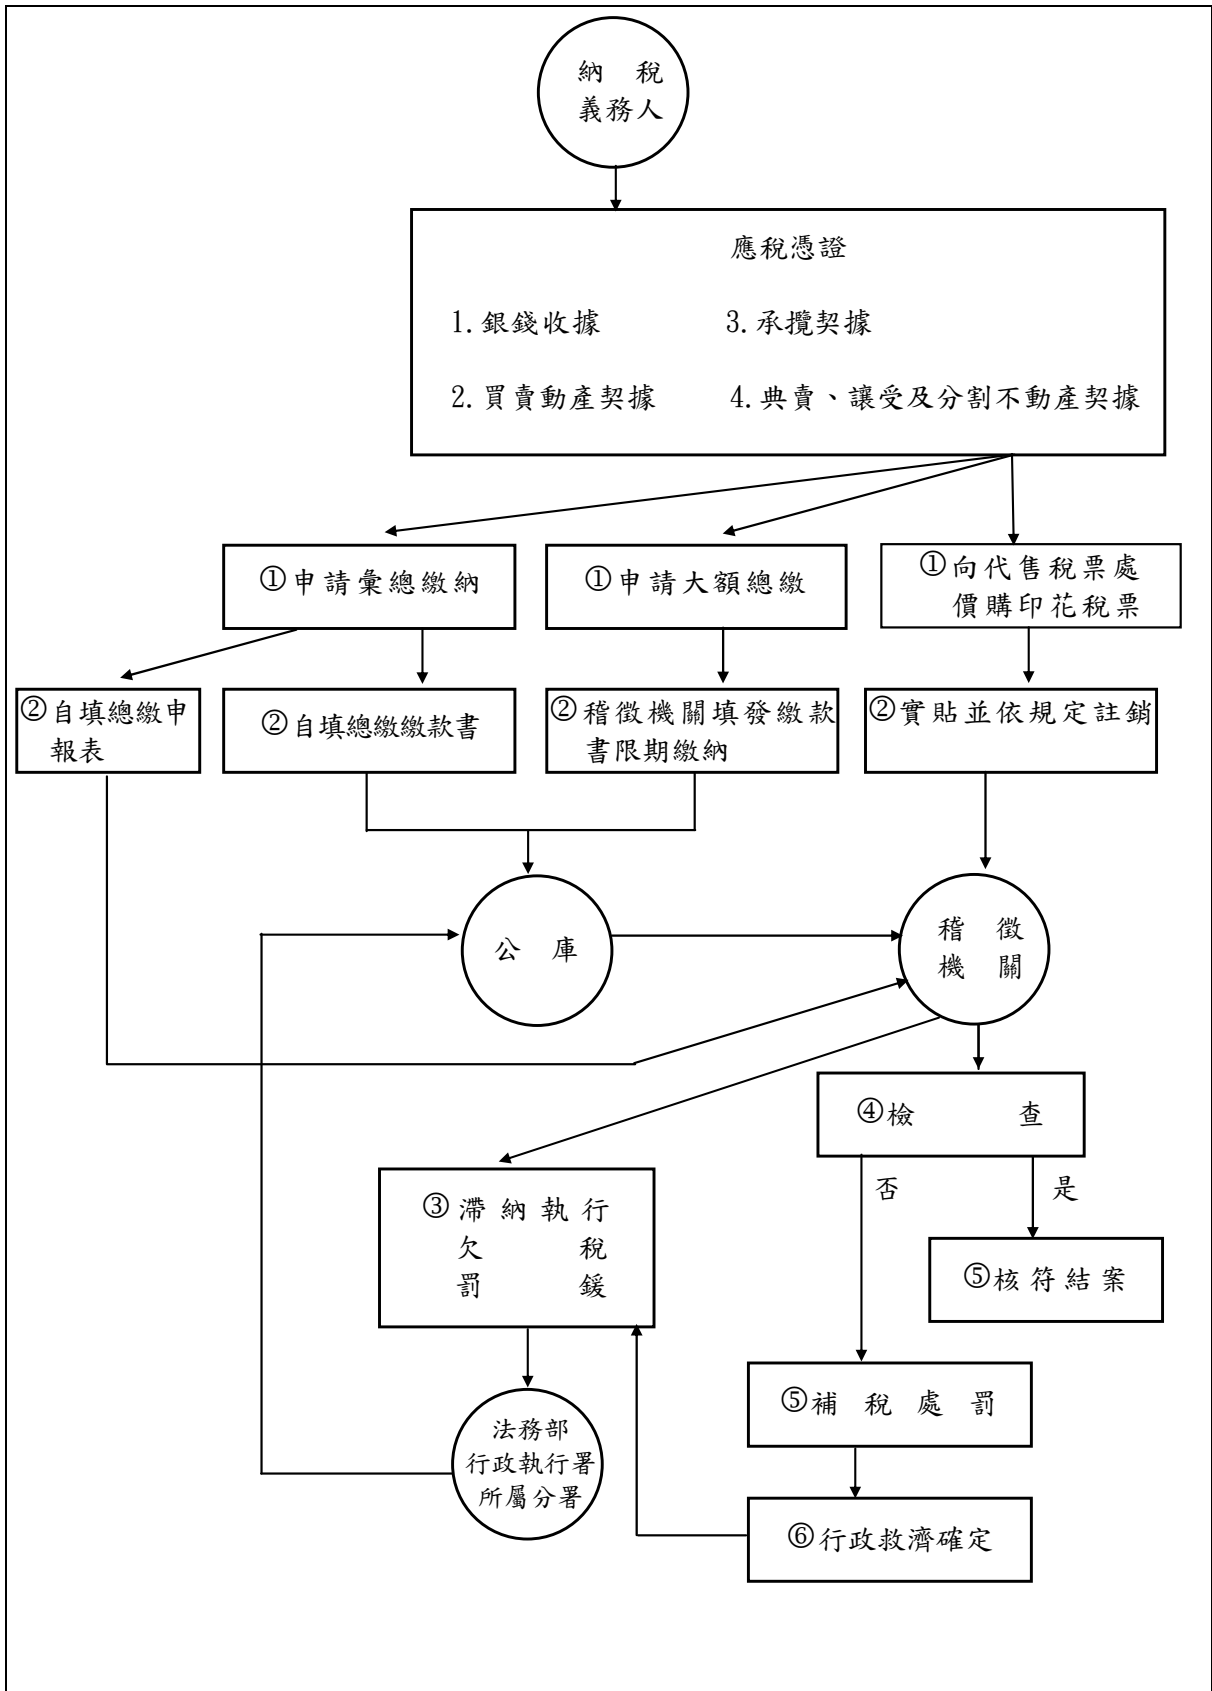 納 稅
義務人
應稅憑證
1.銀錢收據
3.承攬契據
2.買賣動產契據
4.典賣、讓受及分割不動產契據
①申請彙總繳納
①申請大額總繳
①向代售稅票處
價購印花稅票
②自填總繳申
報表
②自填總繳繳款書
②稽徵機關填發繳款
書限期繳納
②實貼並依規定註銷
公 庫
稽 徵
機 關
④檢 查
否
是
③滯納執行
欠 稅
罰 鍰
⑤核符結案
⑤補稅處罰
法務部
行政執行署
所屬分署
⑥行政救濟確定